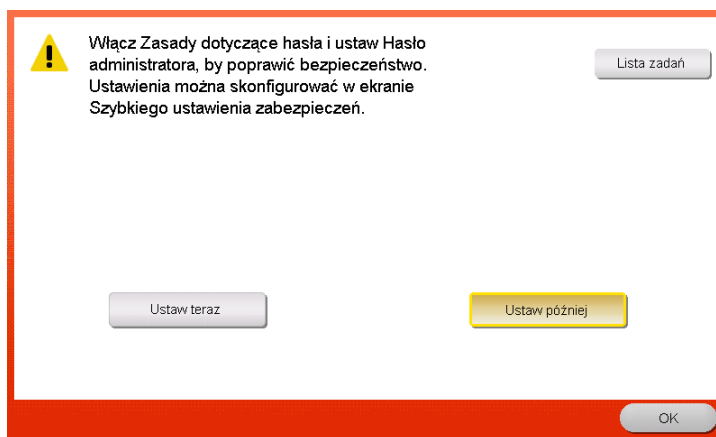 Włącz Zasady dotyczące hasła i ustaw Hasło
administratora, by poprawić bezpieczeństwo.
Ustawienia można skonfigurować w ekranie
Szybkiego ustawienia zabezpieczeń.
Lista zadań
Ustaw teraz
Ustaw później
OK